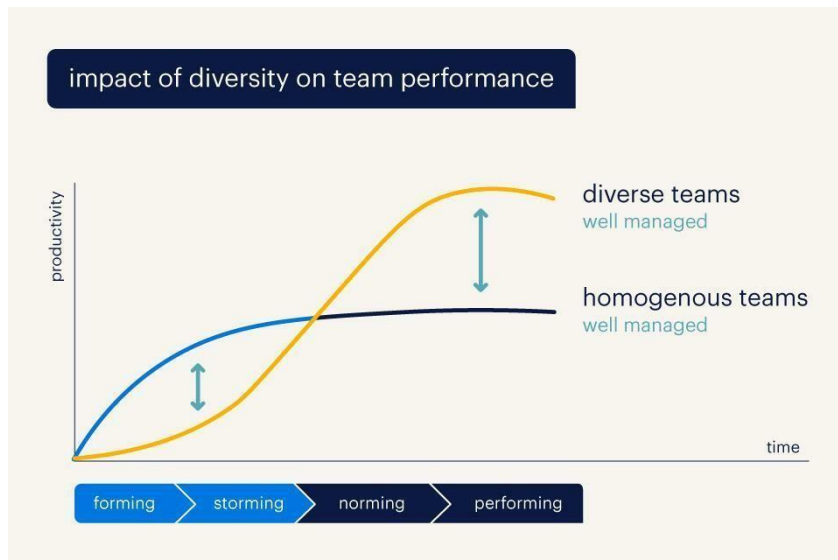 impact of diversity on team performance
productivity
diverse teams
well managed
homogenous teams
well managed
time
forming
storming
norming
performing